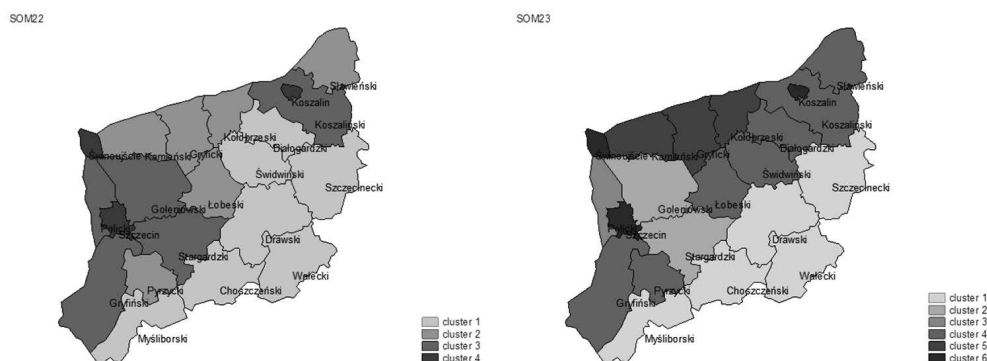 SOM22
Sławieński
Koszalin
Koszaliński
Kołobrzeski
Białogardzki
Świnoujście
Kamieński
Gryficki
Świdwiński
Szczecinecki
Łobeski
Goleniowski
Policki
Szczecin
Drawski
Stargardzki
Wałecki
Pyrzycki
Choszczeński
Gryfiński
Myśliborski
cluster 1
cluster 2
cluster 3
cluster 4
SOM23
Sławieński
Koszalin
Koszaliński
Kołobrzeski
Białogardzki
Świnoujście
Kamieński
Gryficki
Świdwiński
Szczecinecki
Łobeski
Goleniowski
Policki
Szczecin
Drawski
Stargardzki
Wałecki
Pyrzycki
Choszczeński
Gryfiński
Myśliborski
cluster 1
cluster 2
cluster 3
cluster 4
cluster 5
cluster 6